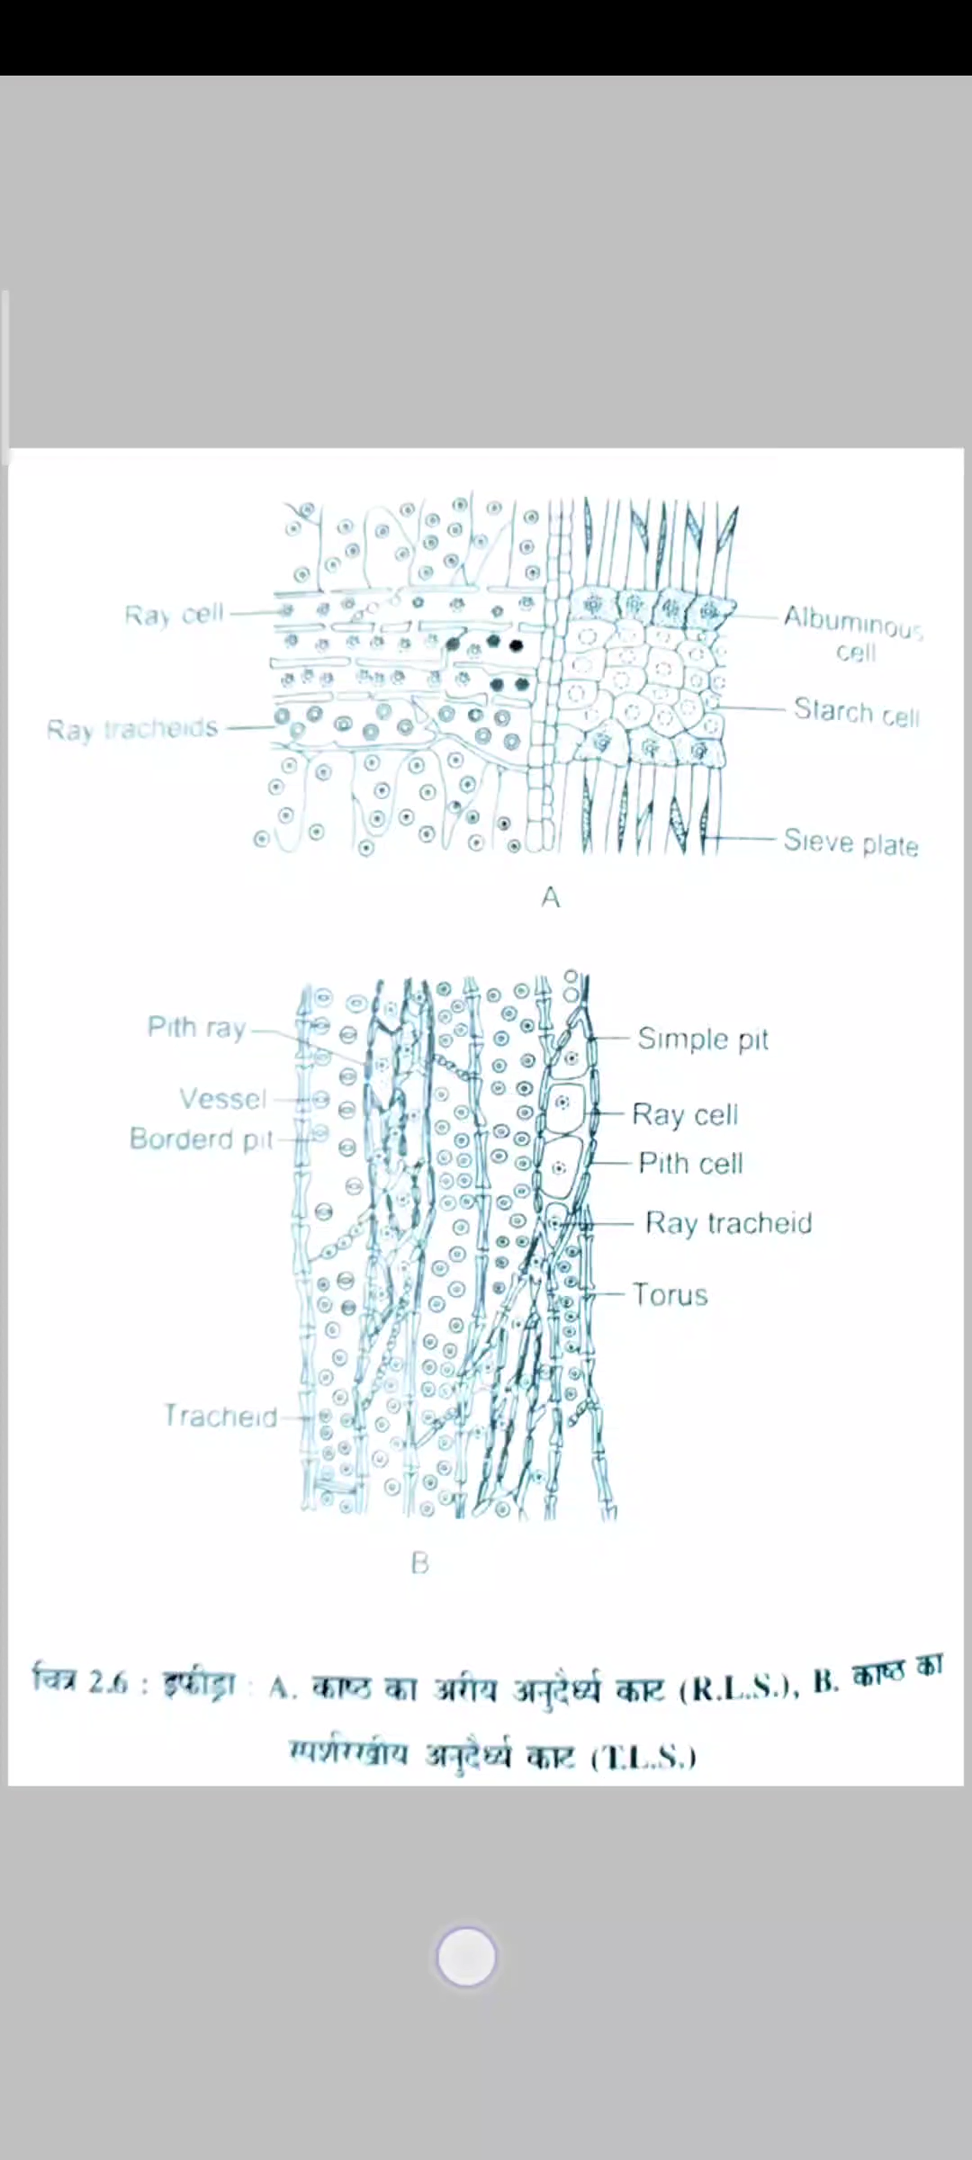 Ray cell
Albuminous
cell
Starch cell
Ray tracheids
Sieve plate
A
Pith ray
Simple pit
Vessel
Ray cell
Borderd pit
Pith cell
Ray tracheid
Torus
Tracheid
B
चित्र 2.6 : इफीड्रा : A. काष्ठ का अरीय अनुदैर्ध्य काट (R.L.S.), B. काष्ठ का
स्पर्शरेखीय अनुदैर्ध्य काट (T.L.S.)